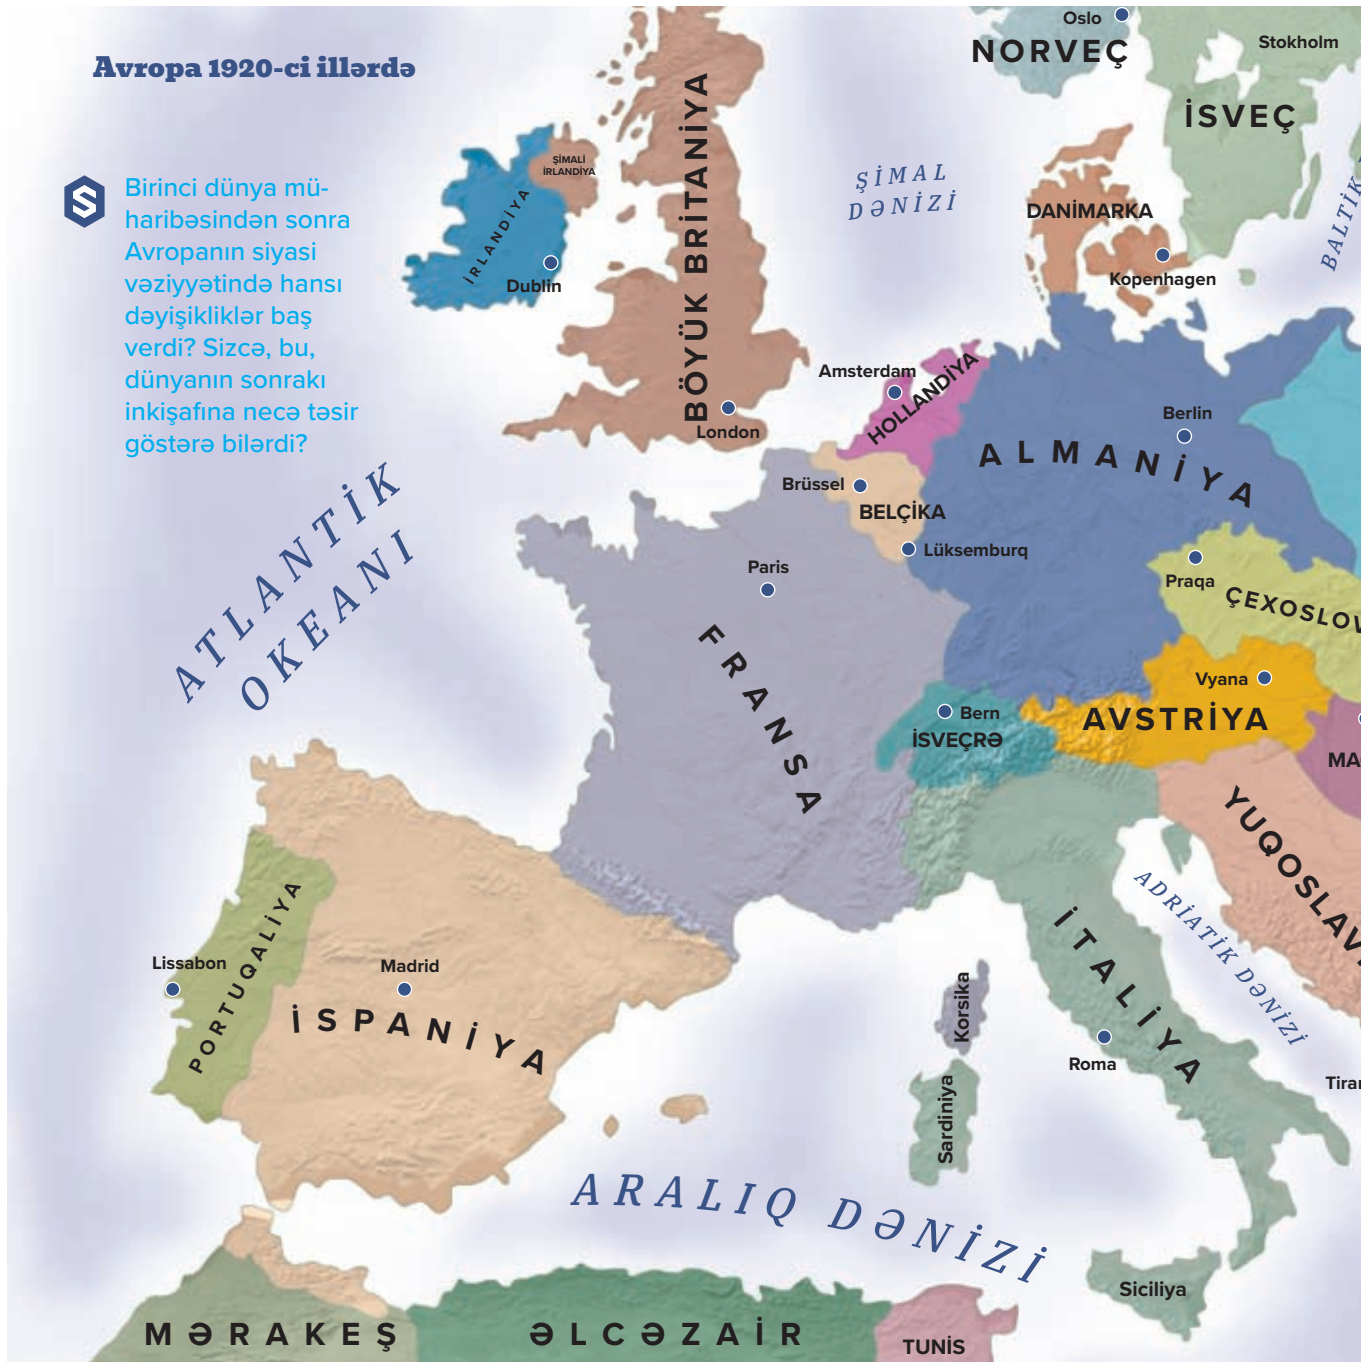 Avropa 1920-ci illərdə
S
Birinci dünya mü-
haribəsindən sonra
Avropanın siyasi
vəziyyətində hansı
dəyişikliklər baş
verdi? Sizcə, bu,
dünyanın sonrakı
inkişafına necə təsir
göstərə bilərdi?
Oslo
NORVEÇ
Stokholm
İSVEÇ
ŞİMALİ
İRLANDİYA
İRLANDİYA
Dublin
BÖYÜK BRİTANİYA
London
ŞİMAL
DƏNİZİ
DANİMARKA
Kopenhagen
BALTİK
Amsterdam
HOLLANDİYA
Berlin
ALMANİYA
Brüssel
BELÇİKA
Lüksemburq
Paris
FRANSA
Praqa
ÇEXOSLOV
ATLANTİK
OKEANI
Vyana
AVSTRİYA
Bern
İSVEÇRƏ
MA
YUQOSLAV
ADRİATİK DƏNİZİ
İTALİYA
Roma
Tiran
Korsika
Sardiniya
Lissabon
PORTUQALİYA
Madrid
İSPANİYA
ARALIQ DƏNİZİ
Siciliya
MƏRAKEŞ
ƏLCƏZAİR
TUNİS